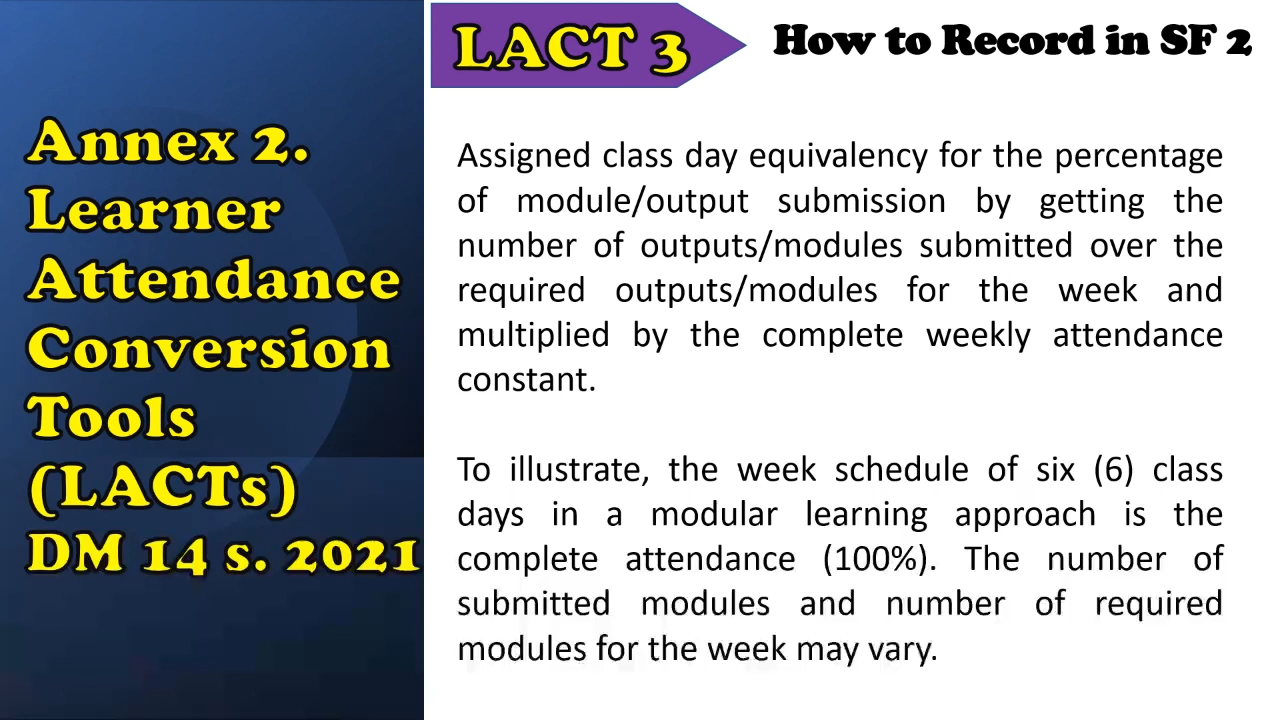 Annex 2.
Learner
Attendance
Conversion
Tools
(LACTs)
DM 14 s. 2021
LACT 3
How to Record in SF 2
Assigned class day equivalency for the percentage
of module/output submission by getting the
number of outputs/modules submitted over the
required outputs/modules for the week and
multiplied by the complete weekly attendance
constant.
To illustrate, the week schedule of six (6) class
days in a modular learning approach is the
complete attendance (100%). The number of
submitted modules and number of required
modules for the week may vary.